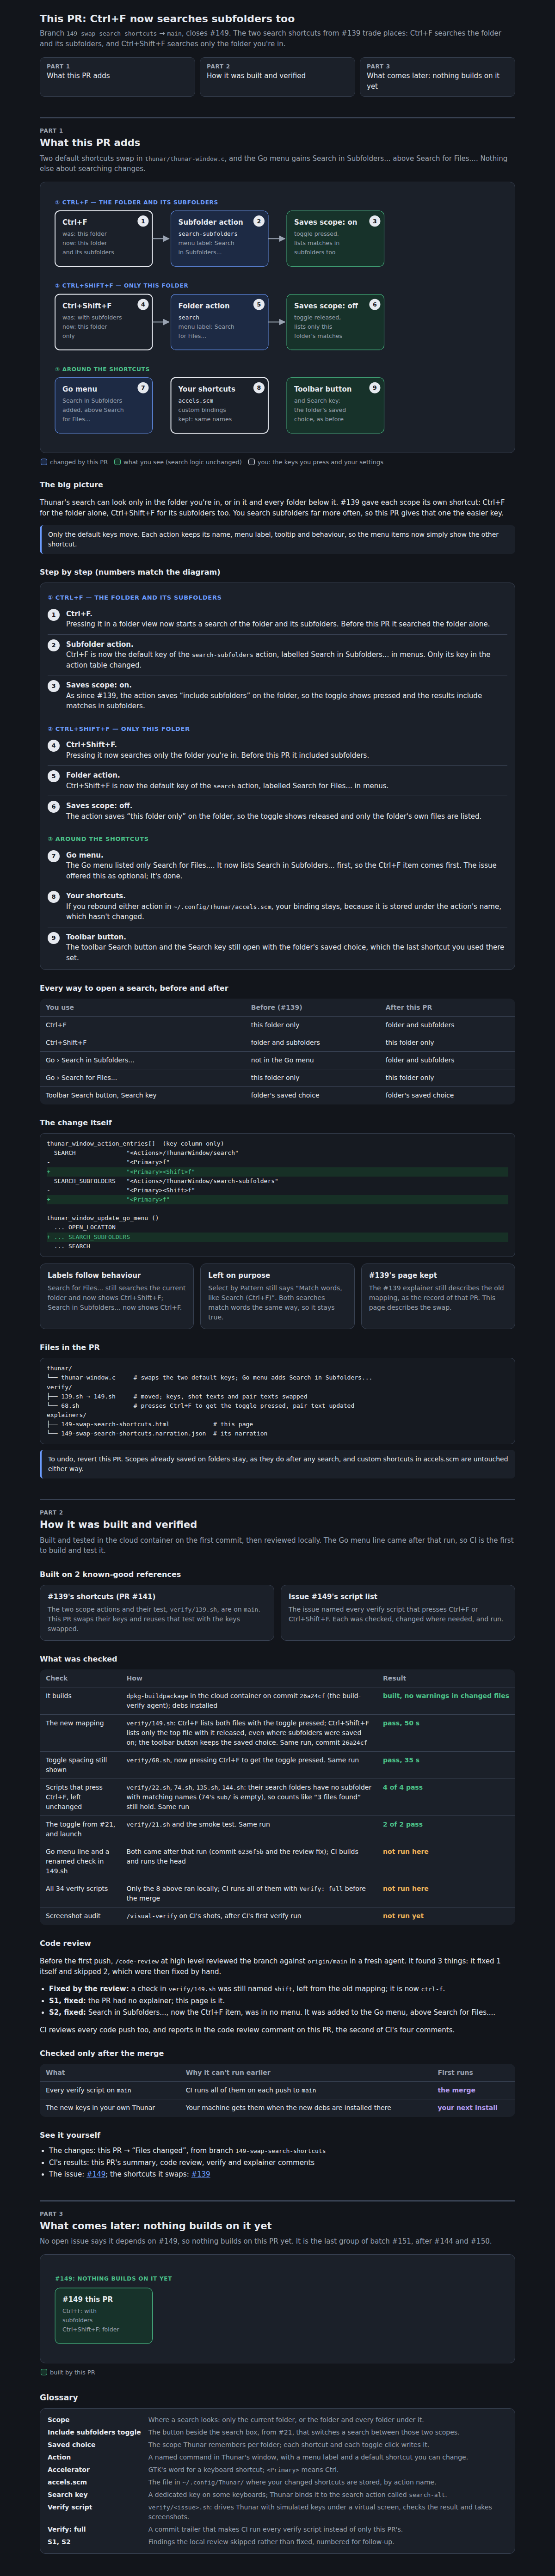 This PR: Ctrl+F now searches subfolders too
Branch 149-swap-search-shortcuts → main, closes #149. The two search shortcuts from #139 trade places: Ctrl+F searches the folder
and its subfolders, and Ctrl+Shift+F searches only the folder you're in.
PART 1
What this PR adds
PART 2
How it was built and verified
PART 3
What comes later: nothing builds on it
yet
PART 1
What this PR adds
Two default shortcuts swap in thunar/thunar-window.c, and the Go menu gains Search in Subfolders... above Search for Files.... Nothing
else about searching changes.
① CTRL+F — THE FOLDER AND ITS SUBFOLDERS
Ctrl+F
1
was: this folder
now: this folder
and its subfolders
Subfolder action
2
search-subfolders
menu label: Search
in Subfolders...
Saves scope: on
3
toggle pressed,
lists matches in
subfolders too
② CTRL+SHIFT+F — ONLY THIS FOLDER
Ctrl+Shift+F
4
was: with subfolders
now: this folder
only
Folder action
5
search
menu label: Search
for Files...
Saves scope: off
6
toggle released,
lists only this
folder's matches
③ AROUND THE SHORTCUTS
Go menu
7
Search in Subfolders
added, above Search
for Files...
Your shortcuts
8
accels.scm
custom bindings
kept: same names
Toolbar button
9
and Search key:
the folder's saved
choice, as before
changed by this PR
what you see (search logic unchanged)
you: the keys you press and your settings
The big picture
Thunar's search can look only in the folder you're in, or in it and every folder below it. #139 gave each scope its own shortcut: Ctrl+F
for the folder alone, Ctrl+Shift+F for its subfolders too. You search subfolders far more often, so this PR gives that one the easier key.
Only the default keys move. Each action keeps its name, menu label, tooltip and behaviour, so the menu items now simply show the other
shortcut.
Step by step (numbers match the diagram)
① CTRL+F — THE FOLDER AND ITS SUBFOLDERS
1
Ctrl+F.
Pressing it in a folder view now starts a search of the folder and its subfolders. Before this PR it searched the folder alone.
2
Subfolder action.
Ctrl+F is now the default key of the search-subfolders action, labelled Search in Subfolders... in menus. Only its key in the
action table changed.
3
Saves scope: on.
As since #139, the action saves “include subfolders” on the folder, so the toggle shows pressed and the results include
matches in subfolders.
② CTRL+SHIFT+F — ONLY THIS FOLDER
4
Ctrl+Shift+F.
Pressing it now searches only the folder you're in. Before this PR it included subfolders.
5
Folder action.
Ctrl+Shift+F is now the default key of the search action, labelled Search for Files... in menus.
6
Saves scope: off.
The action saves “this folder only” on the folder, so the toggle shows released and only the folder's own files are listed.
③ AROUND THE SHORTCUTS
7
Go menu.
The Go menu listed only Search for Files.... It now lists Search in Subfolders... first, so the Ctrl+F item comes first. The issue
offered this as optional; it's done.
8
Your shortcuts.
If you rebound either action in ~/.config/Thunar/accels.scm, your binding stays, because it is stored under the action's name,
which hasn't changed.
9
Toolbar button.
The toolbar Search button and the Search key still open with the folder's saved choice, which the last shortcut you used there
set.
Every way to open a search, before and after
You use Before (#139) After this PR
Ctrl+F this folder only folder and subfolders
Ctrl+Shift+F folder and subfolders this folder only
Go › Search in Subfolders... not in the Go menu folder and subfolders
Go › Search for Files... this folder only this folder only
Toolbar Search button, Search key folder's saved choice folder's saved choice
The change itself
thunar_window_action_entries[] (key column only)
SEARCH "<Actions>/ThunarWindow/search"
- "<Primary>f"
+ "<Primary><Shift>f"
SEARCH_SUBFOLDERS "<Actions>/ThunarWindow/search-subfolders"
- "<Primary><Shift>f"
+ "<Primary>f"
thunar_window_update_go_menu ()
... OPEN_LOCATION
+ ... SEARCH_SUBFOLDERS
... SEARCH
Labels follow behaviour
Search for Files... still searches the current
folder and now shows Ctrl+Shift+F;
Search in Subfolders... now shows Ctrl+F.
Left on purpose
Select by Pattern still says “Match words,
like Search (Ctrl+F)”. Both searches
match words the same way, so it stays
true.
#139's page kept
The #139 explainer still describes the old
mapping, as the record of that PR. This
page describes the swap.
Files in the PR
thunar/
└── thunar-window.c # swaps the two default keys; Go menu adds Search in Subfolders...
verify/
├── 139.sh → 149.sh # moved; keys, shot texts and pair texts swapped
└── 68.sh # presses Ctrl+F to get the toggle pressed, pair text updated
explainers/
├── 149-swap-search-shortcuts.html # this page
└── 149-swap-search-shortcuts.narration.json # its narration
To undo, revert this PR. Scopes already saved on folders stay, as they do after any search, and custom shortcuts in accels.scm are untouched
either way.
PART 2
How it was built and verified
Built and tested in the cloud container on the first commit, then reviewed locally. The Go menu line came after that run, so CI is the first
to build and test it.
Built on 2 known-good references
#139's shortcuts (PR #141)
The two scope actions and their test, verify/139.sh, are on main.
This PR swaps their keys and reuses that test with the keys
swapped.
Issue #149's script list
The issue named every verify script that presses Ctrl+F or
Ctrl+Shift+F. Each was checked, changed where needed, and run.
What was checked
Check How Result
It builds dpkg-buildpackage in the cloud container on commit 26a24cf (the build-
verify agent); debs installed built, no warnings in changed files
The new mapping verify/149.sh: Ctrl+F lists both files with the toggle pressed; Ctrl+Shift+F
lists only the top file with it released, even where subfolders were saved
on; the toolbar button keeps the saved choice. Same run, commit 26a24cf pass, 50 s
Toggle spacing still
shown verify/68.sh, now pressing Ctrl+F to get the toggle pressed. Same run pass, 35 s
Scripts that press
Ctrl+F, left
unchanged verify/22.sh, 74.sh, 135.sh, 144.sh: their search folders have no subfolder
with matching names (74's sub/ is empty), so counts like “3 files found”
still hold. Same run 4 of 4 pass
The toggle from #21,
and launch verify/21.sh and the smoke test. Same run 2 of 2 pass
Go menu line and a
renamed check in
149.sh Both came after that run (commit 6236f5b and the review fix); CI builds
and runs the head not run here
All 34 verify scripts Only the 8 above ran locally; CI runs all of them with Verify: full before
the merge not run here
Screenshot audit /visual-verify on CI's shots, after CI's first verify run not run yet
Code review
Before the first push, /code-review at high level reviewed the branch against origin/main in a fresh agent. It found 3 things: it fixed 1
itself and skipped 2, which were then fixed by hand.
• Fixed by the review: a check in verify/149.sh was still named shift, left from the old mapping; it is now ctrl-f.
• S1, fixed: the PR had no explainer; this page is it.
• S2, fixed: Search in Subfolders..., now the Ctrl+F item, was in no menu. It was added to the Go menu, above Search for Files....
CI reviews every code push too, and reports in the code review comment on this PR, the second of CI's four comments.
Checked only after the merge
What Why it can't run earlier First runs
Every verify script on main CI runs all of them on each push to main the merge
The new keys in your own Thunar Your machine gets them when the new debs are installed there your next install
See it yourself
• The changes: this PR → “Files changed”, from branch 149-swap-search-shortcuts
• CI's results: this PR's summary, code review, verify and explainer comments
• The issue: #149; the shortcuts it swaps: #139
PART 3
What comes later: nothing builds on it yet
No open issue says it depends on #149, so nothing builds on this PR yet. It is the last group of batch #151, after #144 and #150.
#149: NOTHING BUILDS ON IT YET
#149 this PR
Ctrl+F: with
subfolders
Ctrl+Shift+F: folder
built by this PR
Glossary
Scope Where a search looks: only the current folder, or the folder and every folder under it.
Include subfolders toggle The button beside the search box, from #21, that switches a search between those two scopes.
Saved choice The scope Thunar remembers per folder; each shortcut and each toggle click writes it.
Action A named command in Thunar's window, with a menu label and a default shortcut you can change.
Accelerator GTK's word for a keyboard shortcut; <Primary> means Ctrl.
accels.scm The file in ~/.config/Thunar/ where your changed shortcuts are stored, by action name.
Search key A dedicated key on some keyboards; Thunar binds it to the search action called search-alt.
Verify script verify/<issue>.sh: drives Thunar with simulated keys under a virtual screen, checks the result and takes
screenshots.
Verify: full A commit trailer that makes CI run every verify script instead of only this PR's.
S1, S2 Findings the local review skipped rather than fixed, numbered for follow-up.